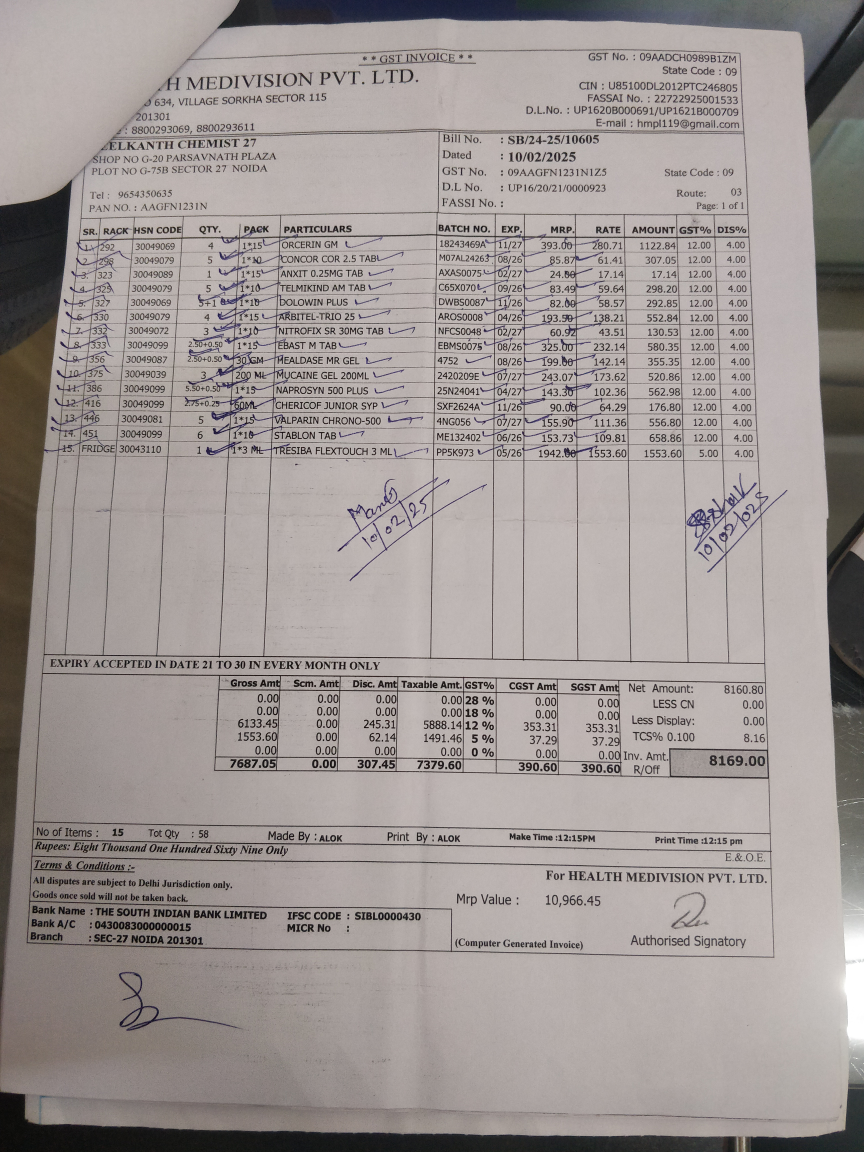 * * GST INVOICE * *
GST No. : 09AADCH0989B1ZM
State Code : 09
TH MEDIVISION PVT. LTD.
CIN : U85100DL2012PTC246805
634, VILLAGE SORKHA SECTOR 115
FASSAI No. : 22722925001533
201301
D.L.No. : UP1620B000691/UP1621B000709
: 8800293069, 8800293611
E-mail : hmpl119@gmail.com
EELKANTH CHEMIST 27
SHOP NO G-20 PARSAVNATH PLAZA
PLOT NO G-75B SECTOR 27 NOIDA
Tel : 9654350635
PAN NO. : AAGFN1231N
Bill No. : SB/24-25/10605
Dated : 10/02/2025
GST No. : 09AAGFN1231N1Z5 State Code : 09
D.L No. : UP16/20/21/0000923
Route: 03
FASSI No. : Page: 1 of 1
SR. RACK HSN CODE QTY. PACK PARTICULARS BATCH NO. EXP. MRP. RATE AMOUNT GST% DIS%
1. 292 30049069 4 1*15 ORCERIN GM 18243469A 11/27 393.00 280.71 1122.84 12.00 4.00
2. 298 30049079 5 1*10 CONCOR COR 2.5 TAB M07AL24263 08/26 85.87 61.41 307.05 12.00 4.00
3. 323 30049089 1 1*15 ANXIT 0.25MG TAB AXAS0075 02/27 24.00 17.14 17.14 12.00 4.00
4. 325 30049079 5 1*10 TELMIKIND AM TAB C65X070 09/26 83.49 59.64 298.20 12.00 4.00
5. 327 30049069 5+1 1*10 DOLOWIN PLUS DWBS0087 11/26 82.00 58.57 292.85 12.00 4.00
6. 330 30049079 4 1*15 ARBITEL-TRIO 25 AROS0008 04/26 193.50 138.21 552.84 12.00 4.00
7. 332 30049072 3 1*10 NITROFIX SR 30MG TAB NFCS0048 02/27 60.92 43.51 130.53 12.00 4.00
8. 333 30049099 2.50+0.50 1*15 EBAST M TAB EBMS0075 08/26 325.00 232.14 580.35 12.00 4.00
9. 356 30049087 2.50+0.50 30 GM HEALDASE MR GEL 4752 08/26 199.00 142.14 355.35 12.00 4.00
10. 375 30049039 3 200 ML MUCAINE GEL 200ML 2420209E 07/27 243.07 173.62 520.86 12.00 4.00
11. 386 30049099 5.50+0.50 1*15 NAPROSYN 500 PLUS 25N24041 04/27 143.30 102.36 562.98 12.00 4.00
12. 416 30049099 2.75+0.25 60ML CHERICOF JUNIOR SYP SXF2624A 11/26 90.00 64.29 176.80 12.00 4.00
13. 446 30049081 5 1*15 VALPARIN CHRONO-500 4NG056 07/27 155.90 111.36 556.80 12.00 4.00
14. 451 30049099 6 1*10 STABLON TAB ME132402 06/26 153.73 109.81 658.86 12.00 4.00
15. FRIDGE 30043110 1 1*3 ML TRESIBA FLEXTOUCH 3 ML PP5K973 05/26 1942.00 1553.60 1553.60 5.00 4.00
10/02/25
10/02/025
EXPIRY ACCEPTED IN DATE 21 TO 30 IN EVERY MONTH ONLY
Gross Amt Scm. Amt Disc. Amt Taxable Amt. GST% CGST Amt SGST Amt
0.00 0.00 0.00 0.00 28 % 0.00 0.00
0.00 0.00 0.00 0.00 18 % 0.00 0.00
6133.45 0.00 245.31 5888.14 12 % 353.31 353.31
1553.60 0.00 62.14 1491.46 5 % 37.29 37.29
0.00 0.00 0.00 0.00 0 % 0.00 0.00
7687.05 0.00 307.45 7379.60 390.60 390.60
Net Amount: 8160.80
LESS CN 0.00
Less Display: 0.00
TCS% 0.100 8.16
Inv. Amt. 8169.00
R/Off
No of Items : 15 Tot Qty : 58 Made By : ALOK Print By : ALOK Make Time :12:15PM Print Time :12:15 pm
Rupees: Eight Thousand One Hundred Sixty Nine Only
E.&.O.E.
Terms & Conditions :-
All disputes are subject to Delhi Jurisdiction only.
Goods once sold will not be taken back.
For HEALTH MEDIVISION PVT. LTD.
Mrp Value : 10,966.45
Bank Name : THE SOUTH INDIAN BANK LIMITED IFSC CODE : SIBL0000430
Bank A/C : 0430083000000015 MICR No :
Branch : SEC-27 NOIDA 201301
(Computer Generated Invoice)
Authorised Signatory